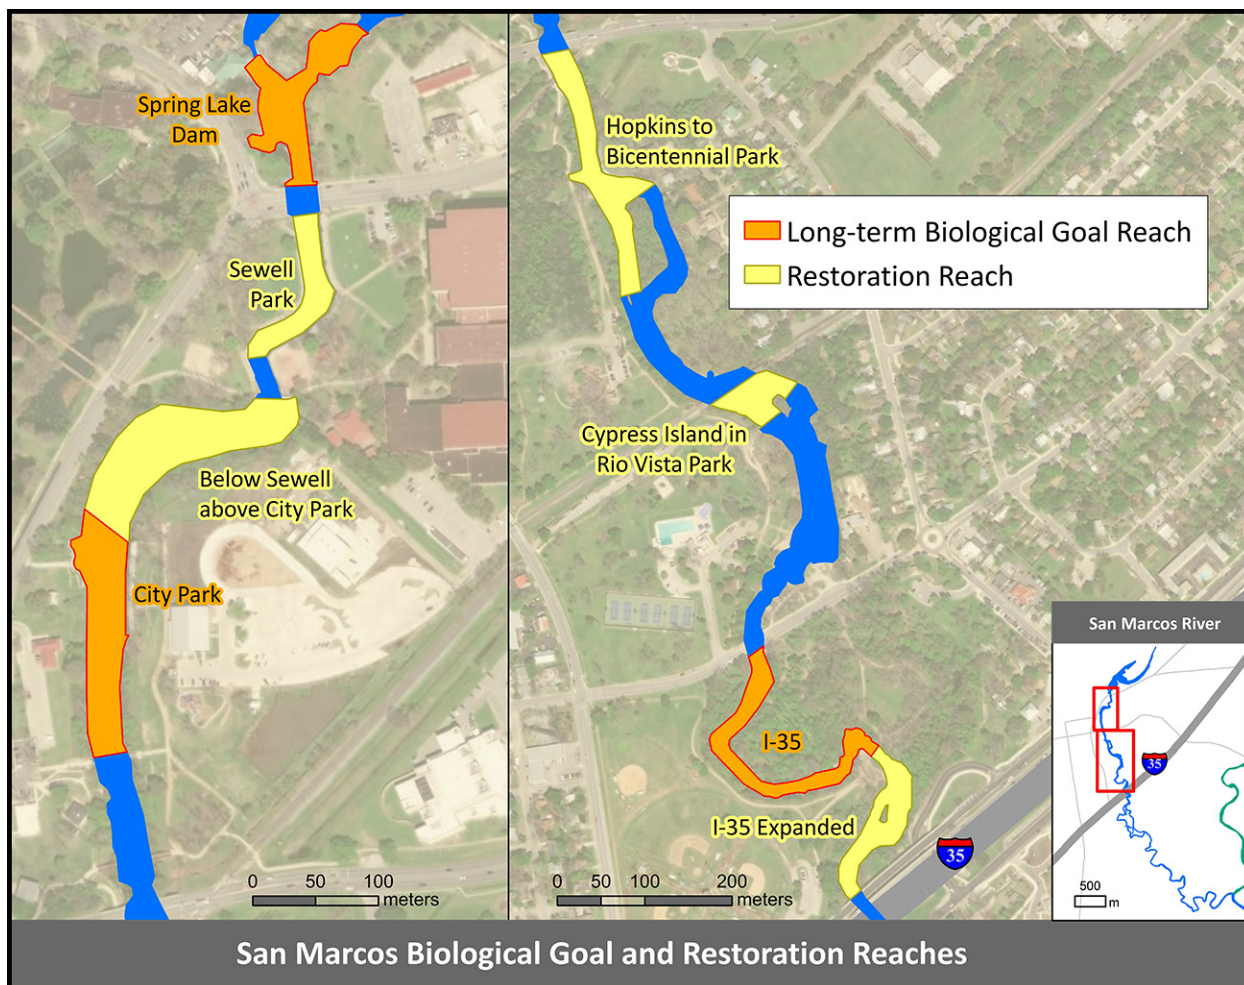 Spring Lake
Dam
Sewell
Park
Below Sewell
above City Park
City Park
0 50 100
meters
Hopkins to
Bicentennial Park
Long-term Biological Goal Reach
Restoration Reach
Cypress Island in
Rio Vista Park
I-35
I-35 Expanded
35
0 50 100 200
meters
San Marcos River
35
500
m
San Marcos Biological Goal and Restoration Reaches